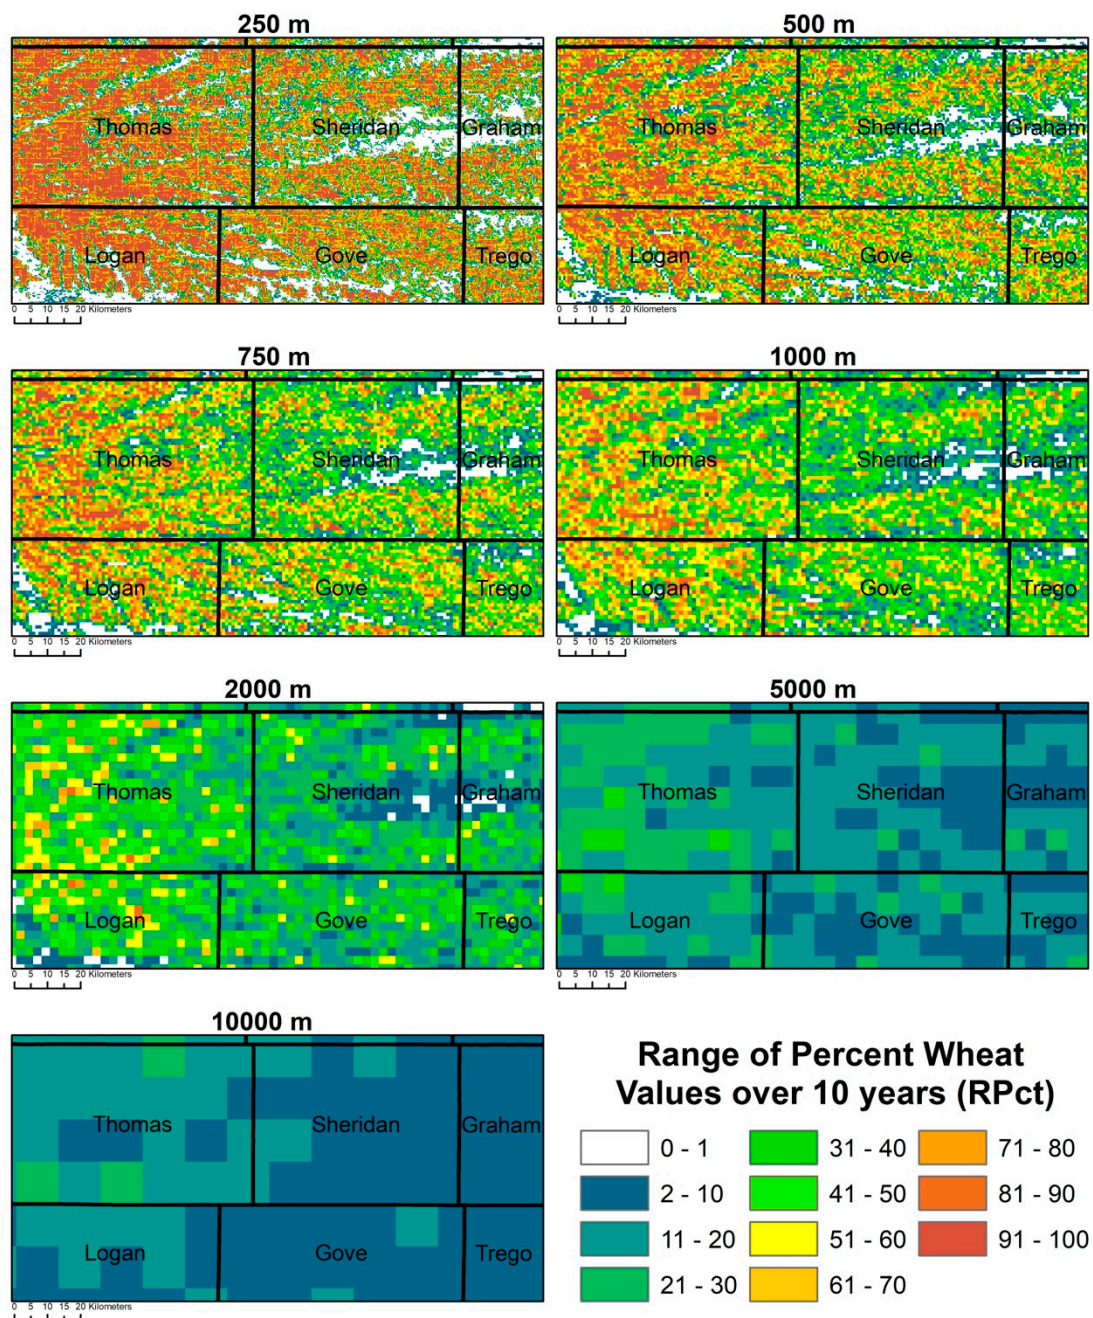 250 m
500 m
Thomas
Sheridan
Graham
Thomas
Sheridan
Graham
Logan
Gove
Trego
Logan
Gove
Trego
0 5 10 15 20 Kilometers
0 5 10 15 20 Kilometers
750 m
1000 m
Thomas
Sheridan
Graham
Thomas
Sheridan
Graham
Logan
Gove
Trego
Logan
Gove
Trego
0 5 10 15 20 Kilometers
0 5 10 15 20 Kilometers
2000 m
5000 m
Thomas
Sheridan
Graham
Thomas
Sheridan
Graham
Logan
Gove
Trego
Logan
Gove
Trego
0 5 10 15 20 Kilometers
0 5 10 15 20 Kilometers
10000 m
Thomas
Sheridan
Graham
Logan
Gove
Trego
0 5 10 15 20 Kilometers
Range of Percent Wheat
Values over 10 years (RPct)
0 - 1
31 - 40
71 - 80
2 - 10
41 - 50
81 - 90
11 - 20
51 - 60
91 - 100
21 - 30
61 - 70